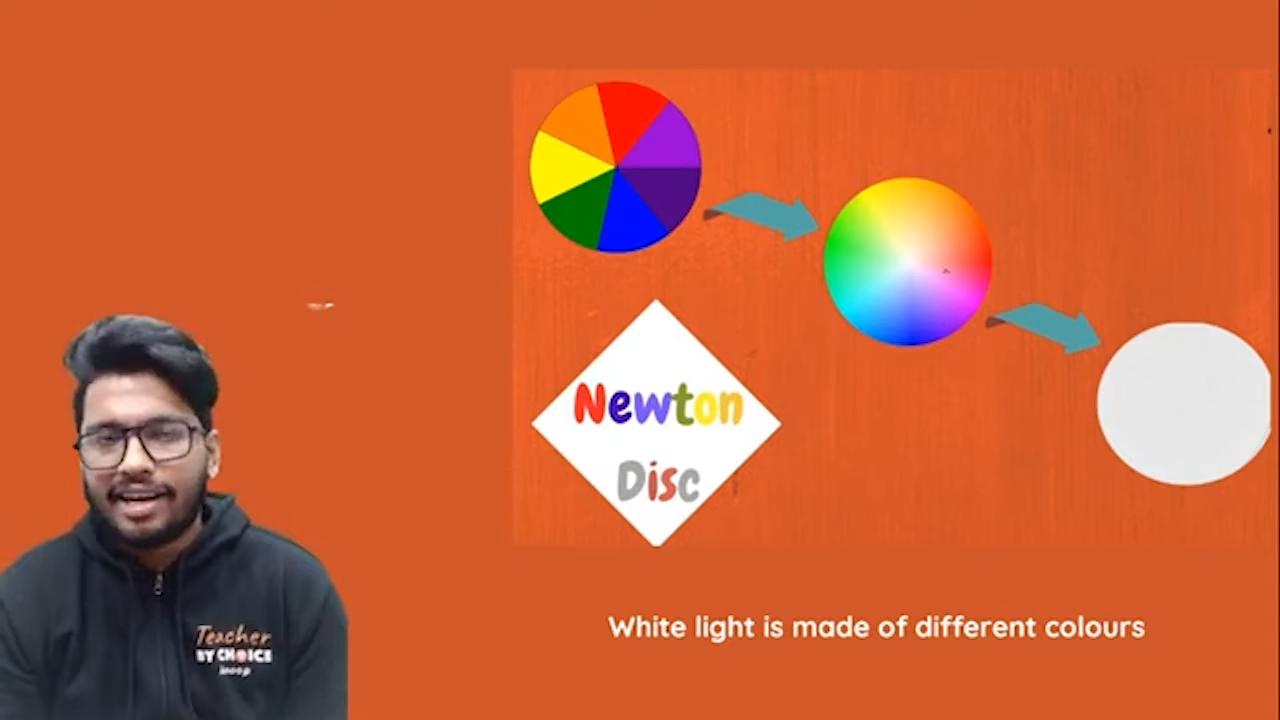 Newton
Disc
White light is made of different colours
Teacher
BY CHOICE